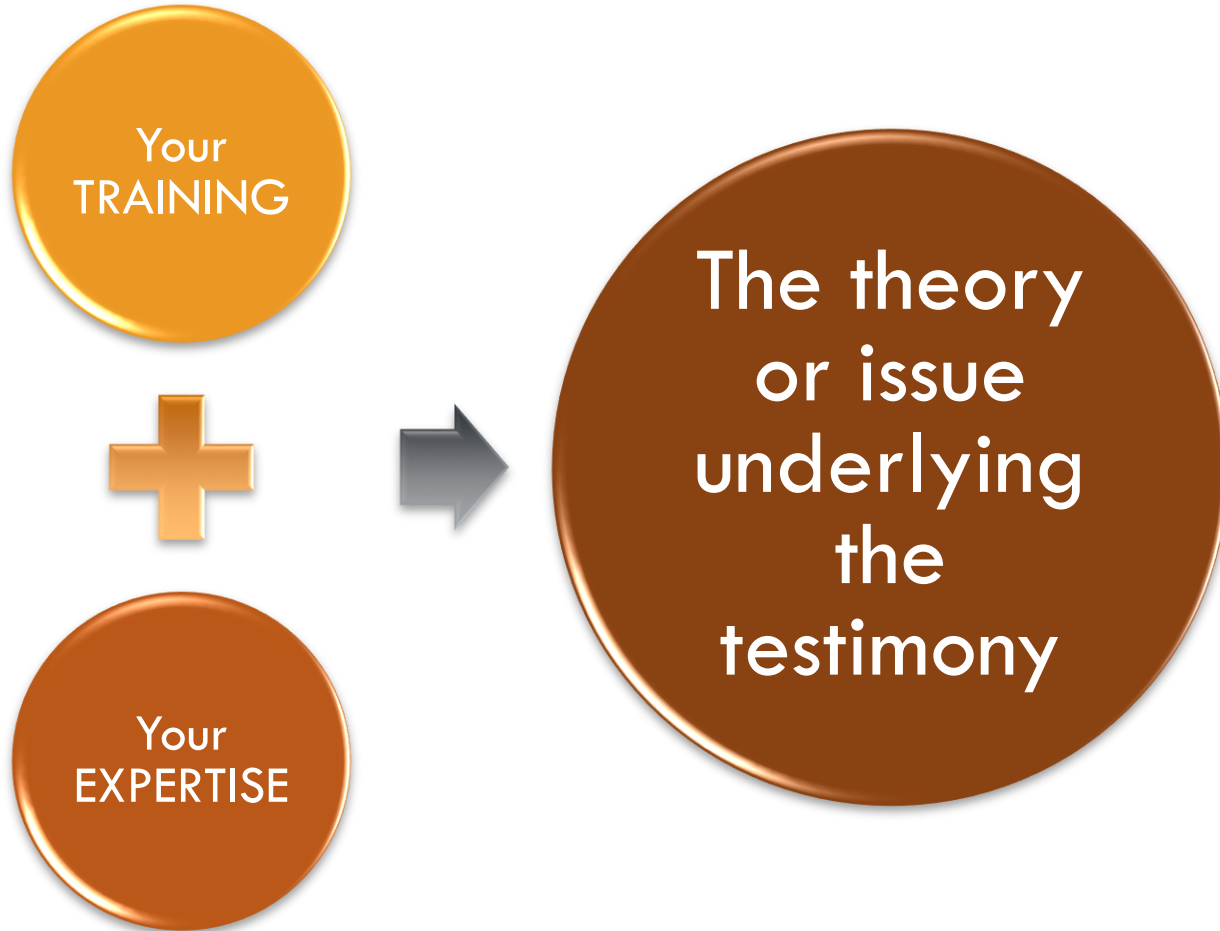 Your
TRAINING
Your
EXPERTISE
The theory
or issue
underlying
the
testimony